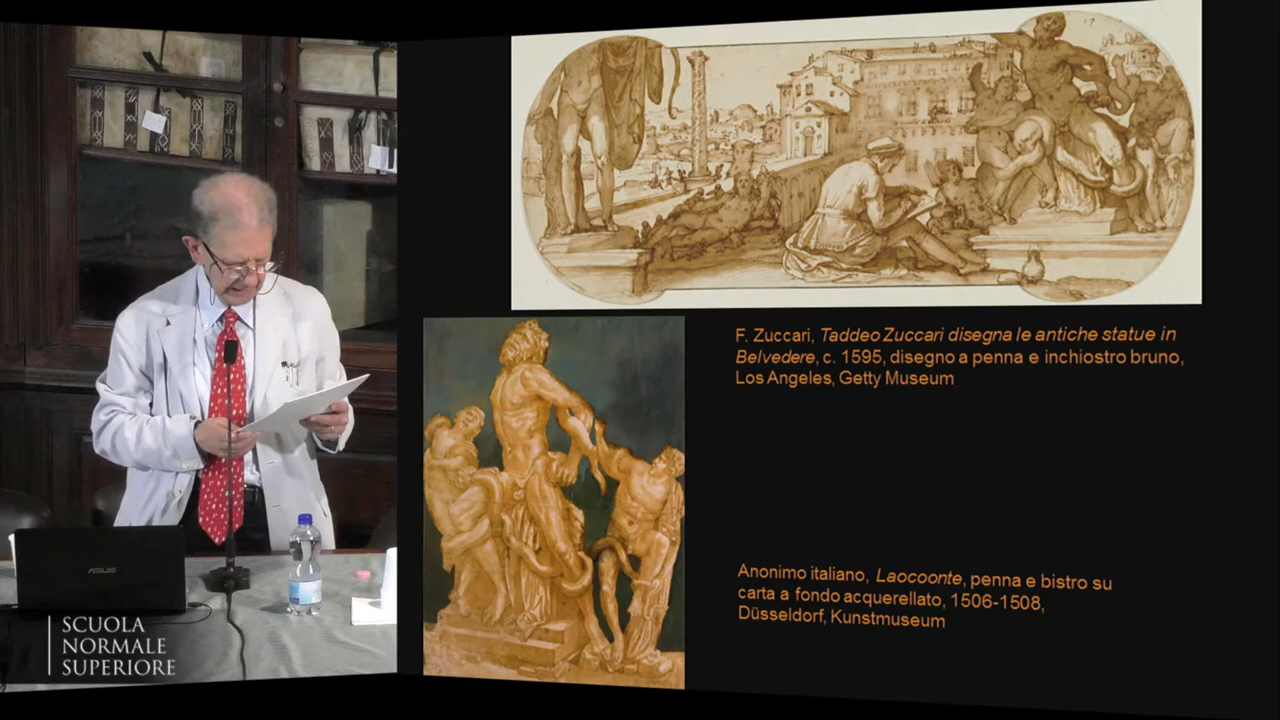 F. Zuccari, Taddeo Zuccari disegna le antiche statue in
Belvedere, c. 1595, disegno a penna e inchiostro bruno,
Los Angeles, Getty Museum
Anonimo italiano, Laocoonte, penna e bistro su
carta a fondo acquerellato, 1506-1508,
Düsseldorf, Kunstmuseum
ASUS
SCUOLA
NORMALE
SUPERIORE
17